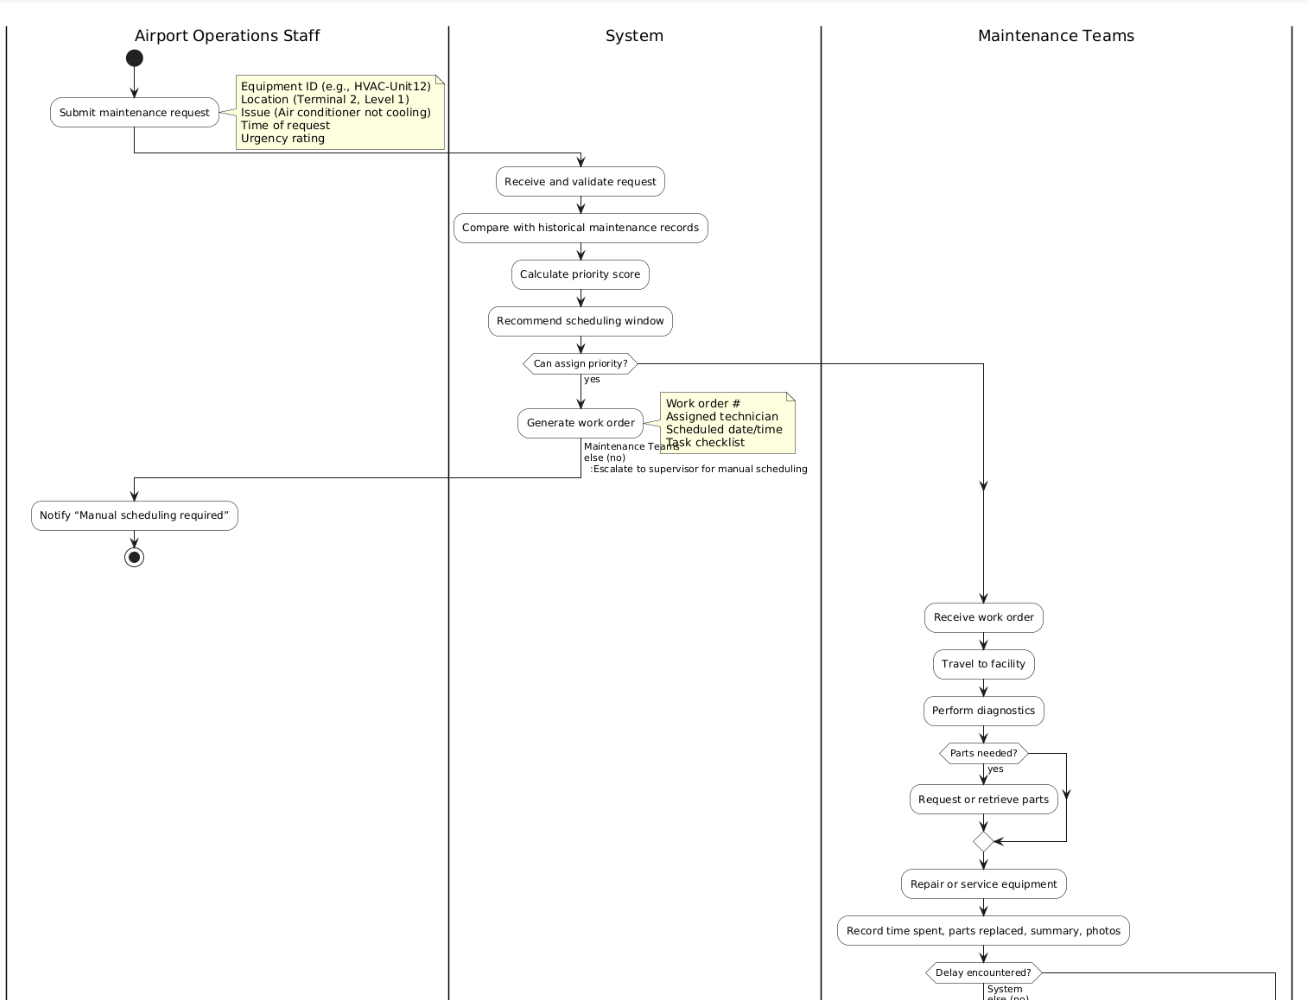 Airport Operations Staff
System
Maintenance Teams
Submit maintenance request
Equipment ID (e.g., HVAC-Unit12)
Location (Terminal 2, Level 1)
Issue (Air conditioner not cooling)
Time of request
Urgency rating
Receive and validate request
Compare with historical maintenance records
Calculate priority score
Recommend scheduling window
Can assign priority?
yes
Generate work order
Work order #
Assigned technician
Scheduled date/time
Task checklist
Maintenance Teams
else (no)
:Escalate to supervisor for manual scheduling
Notify “Manual scheduling required”
Receive work order
Travel to facility
Perform diagnostics
Parts needed?
yes
Request or retrieve parts
Repair or service equipment
Record time spent, parts replaced, summary, photos
Delay encountered?
System
else (no)